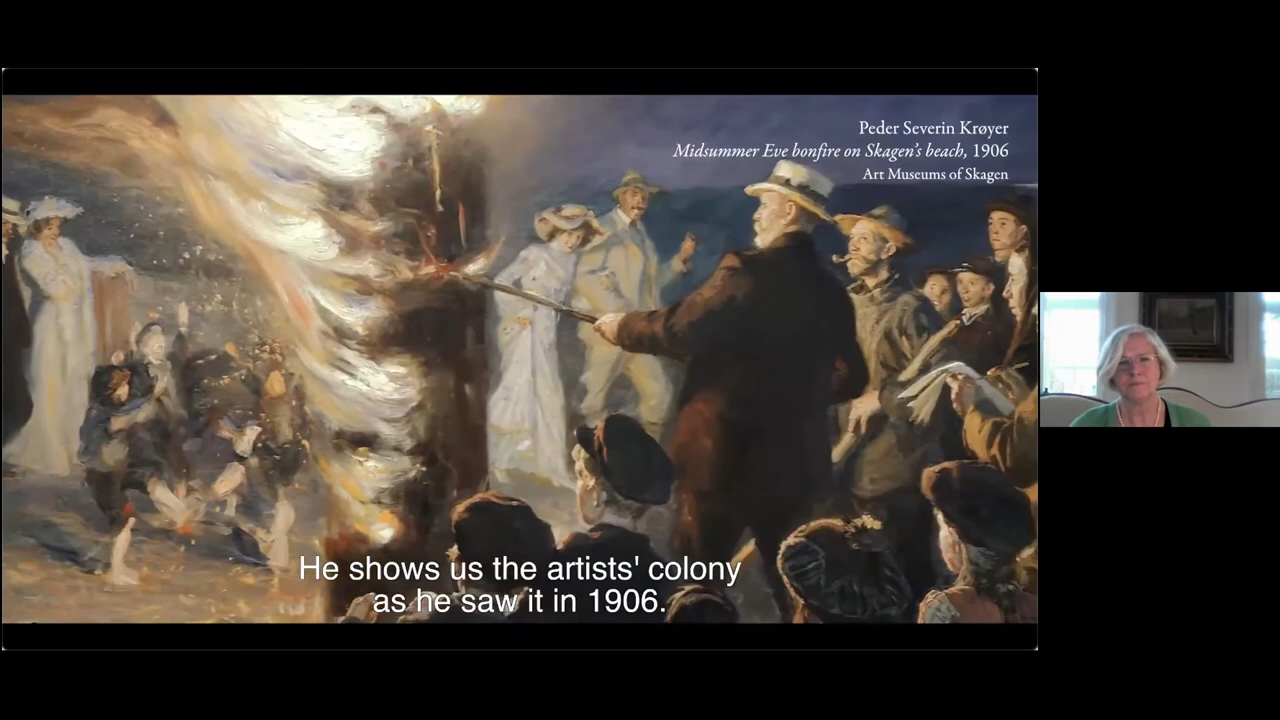 Peder Severin Krøyer
Midsummer Eve bonfire on Skagen's beach, 1906
Art Museums of Skagen
He shows us the artists' colony
as he saw it in 1906.